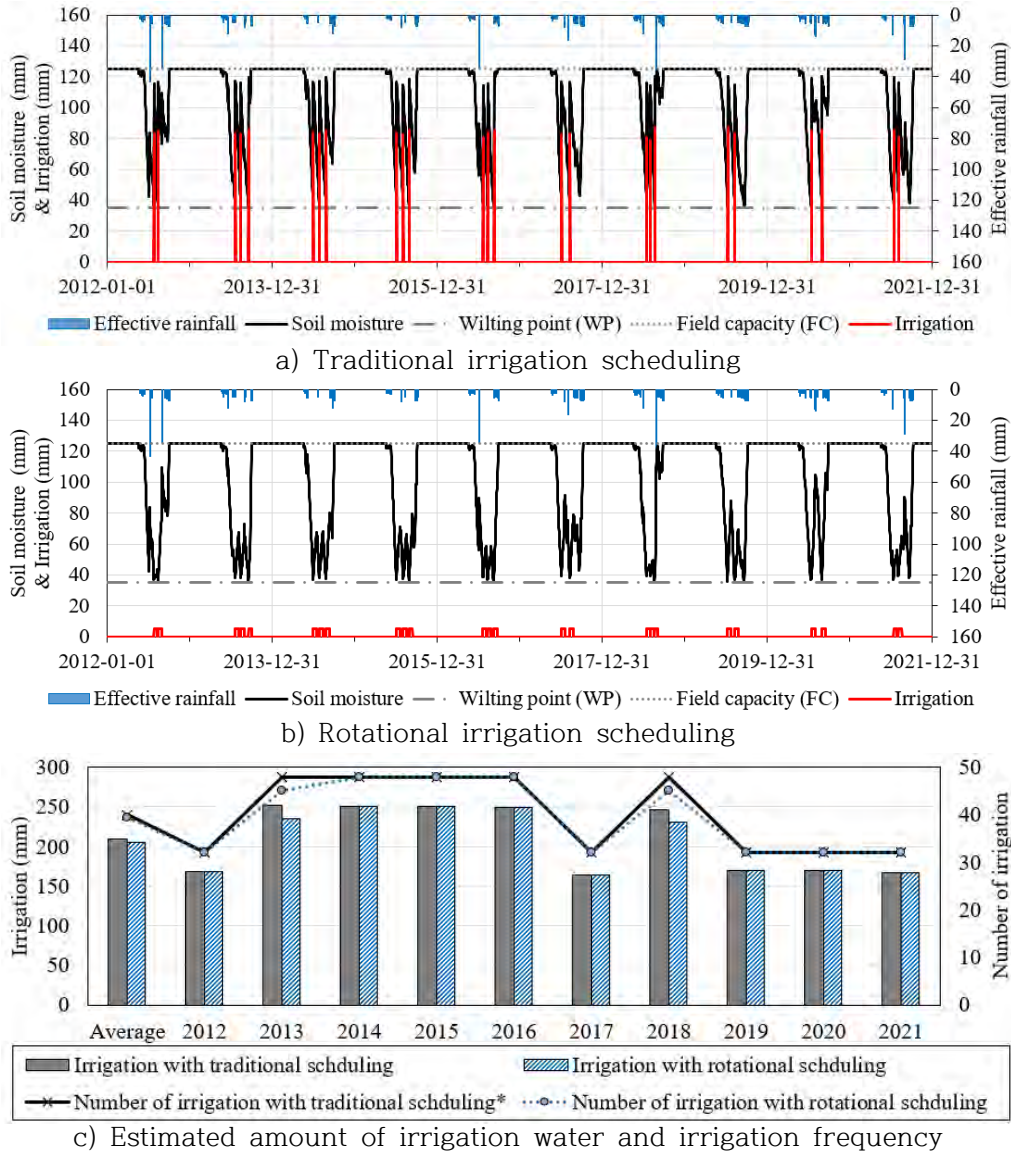 160
140
120
100
80
60
40
20
0
Soil moisture (mm)
& Irrigation (mm)
0
20
40
60
80
100
120
140
160
Effective rainfall (mm)
2012-01-01 2013-12-31 2015-12-31 2017-12-31 2019-12-31 2021-12-31
Effective rainfall Soil moisture Wilting point (WP) Field capacity (FC) Irrigation
a) Traditional irrigation scheduling
160
140
120
100
80
60
40
20
0
Soil moisture (mm)
& Irrigation (mm)
0
20
40
60
80
100
120
140
160
Effective rainfall (mm)
2012-01-01 2013-12-31 2015-12-31 2017-12-31 2019-12-31 2021-12-31
Effective rainfall Soil moisture Wilting point (WP) Field capacity (FC) Irrigation
b) Rotational irrigation scheduling
300
250
200
150
100
50
0
Irrigation (mm)
50
40
30
20
10
0
Number of irrigation
Average 2012 2013 2014 2015 2016 2017 2018 2019 2020 2021
Irrigation with traditional schduling Irrigation with rotational schduling
Number of irrigation with traditional schduling* Number of irrigation with rotational schduling
c) Estimated amount of irrigation water and irrigation frequency